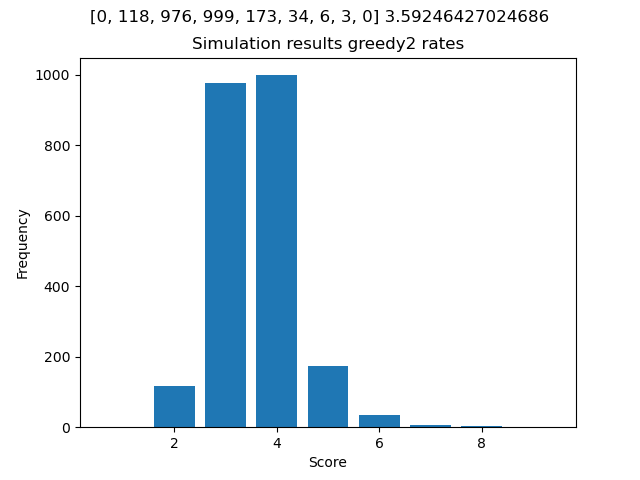 [0, 118, 976, 999, 173, 34, 6, 3, 0] 3.59246427024686
Simulation results greedy2 rates
1000
800
600
400
200
0
Frequency
2 4 6 8
Score